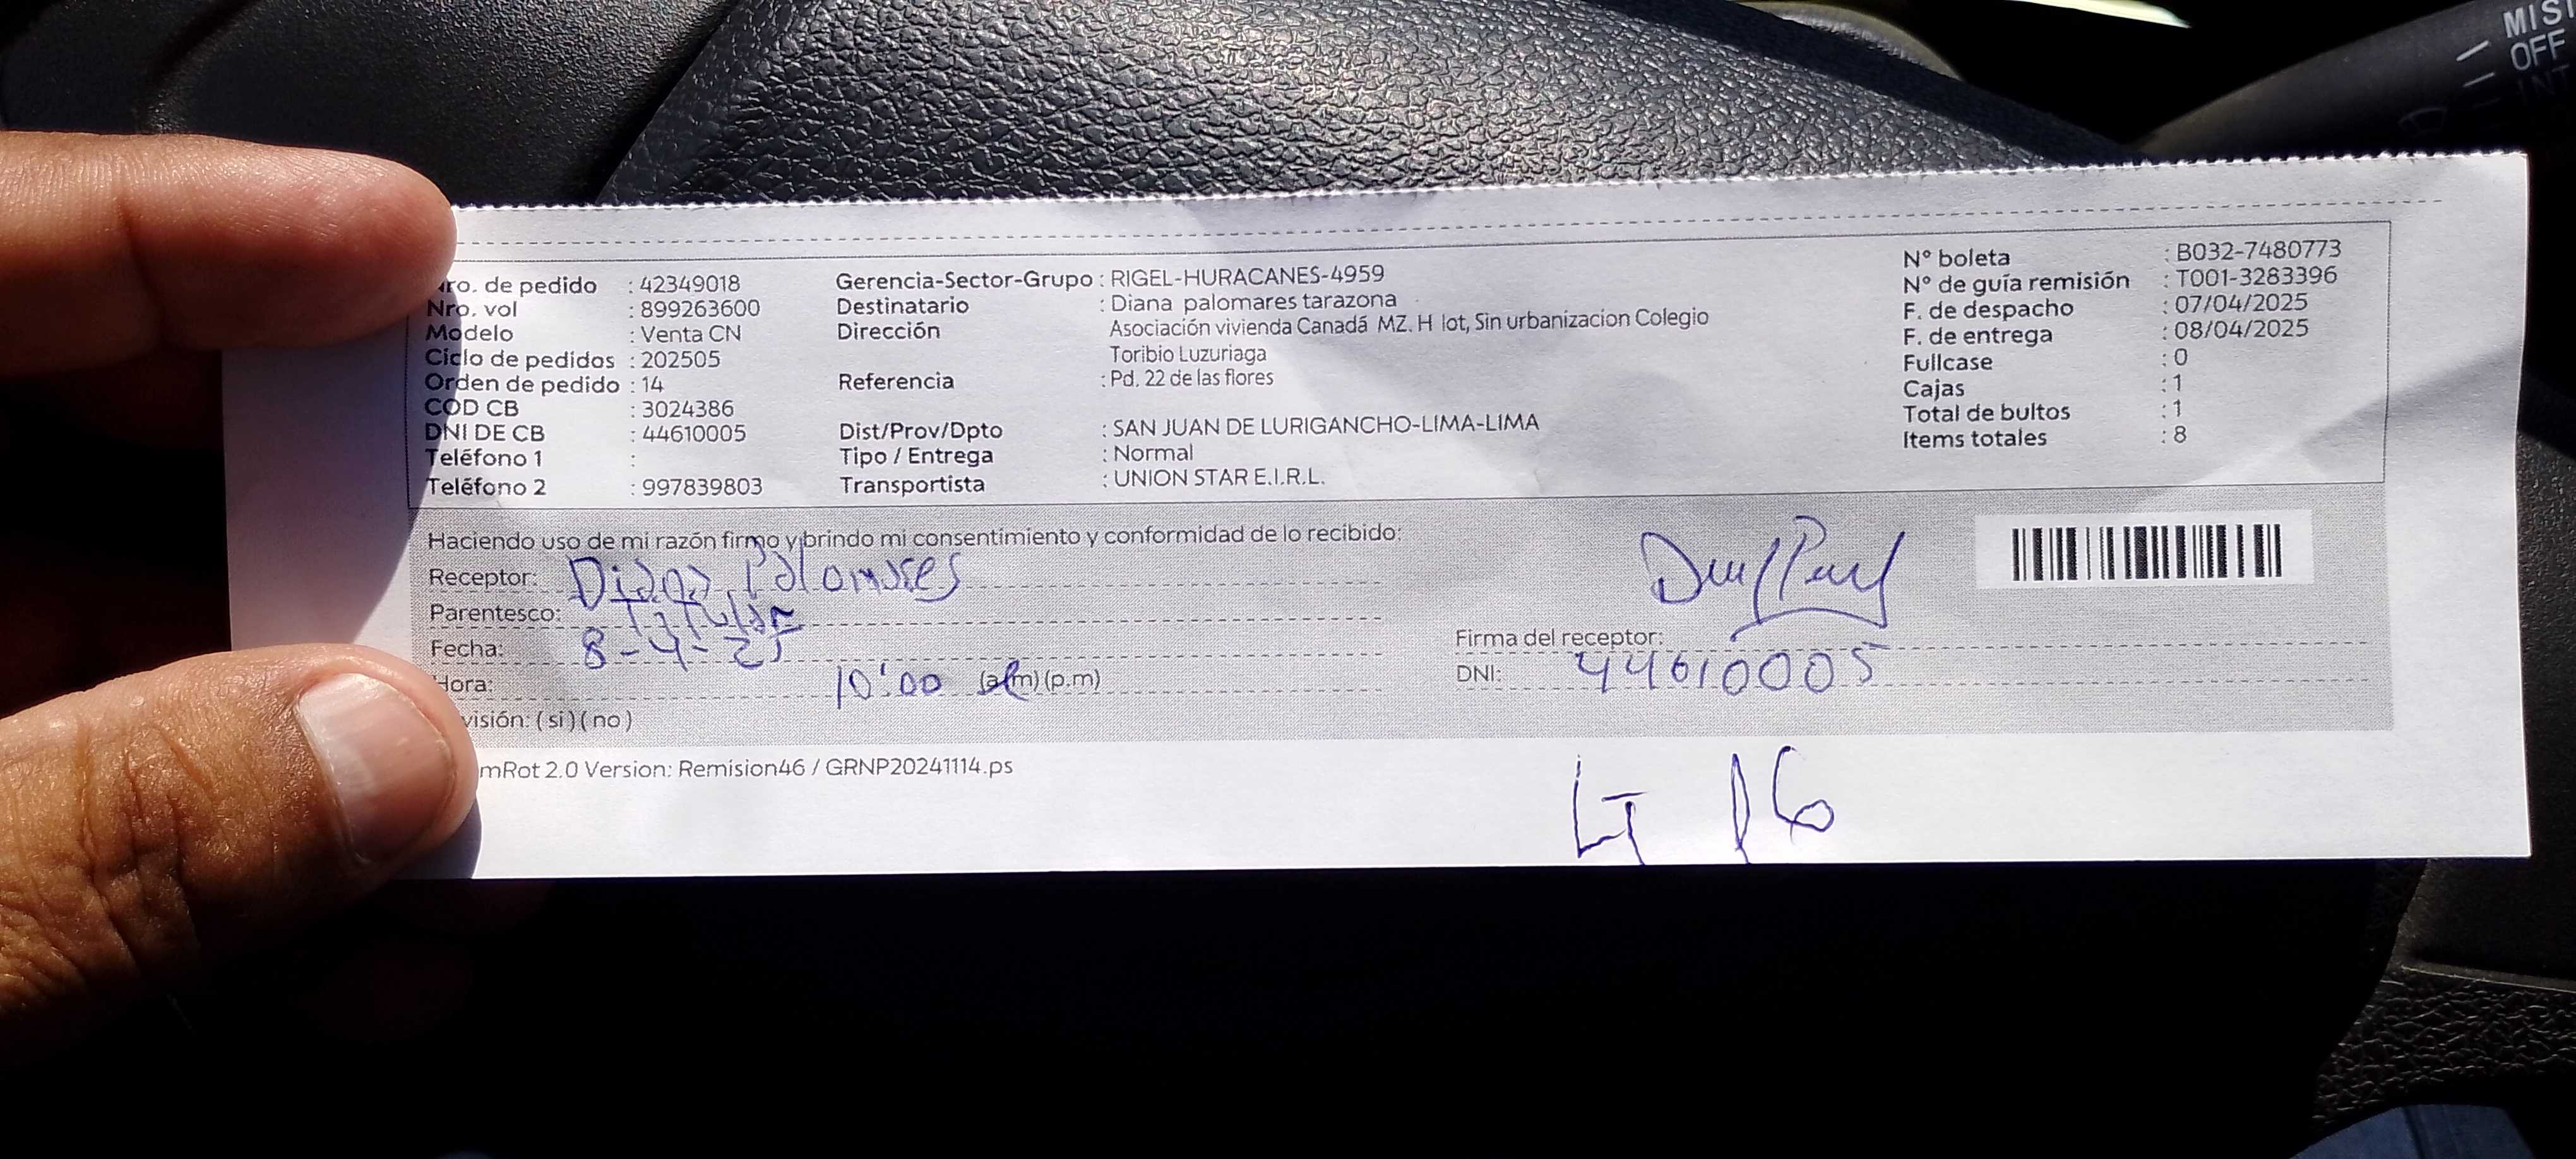 Nro. de pedido : 42349018
Nro. vol : 899263600
Modelo : Venta CN
Ciclo de pedidos : 202505
Orden de pedido : 14
COD CB : 3024386
DNI DE CB : 44610005
Teléfono 1 :
Teléfono 2 : 997839803
Gerencia-Sector-Grupo : RIGEL-HURACANES-4959
Destinatario : Diana palomares tarazona
Dirección Asociación vivienda Canadá MZ. H lot, Sin urbanizacion Colegio
Toribio Luzuriaga
Referencia : Pd. 22 de las flores
Dist/Prov/Dpto : SAN JUAN DE LURIGANCHO-LIMA-LIMA
Tipo / Entrega : Normal
Transportista : UNION STAR E.I.R.L.
N° boleta : B032-7480773
N° de guía remisión : T001-3283396
F. de despacho : 07/04/2025
F. de entrega : 08/04/2025
Fullcase : 0
Cajas : 1
Total de bultos : 1
Items totales : 8
Haciendo uso de mi razón firmo y brindo mi consentimiento y conformidad de lo recibido:
Receptor: Diana Palomares
Parentesco: Titular
Fecha: 8-4-25
Hora: 10:00 (a.m) (p.m)
visión: ( si ) ( no )
Firma del receptor:
DNI: 44610005
mRot 2.0 Version: Remision46 / GRNP20241114.ps
LT 16
MIST
OFF
INT